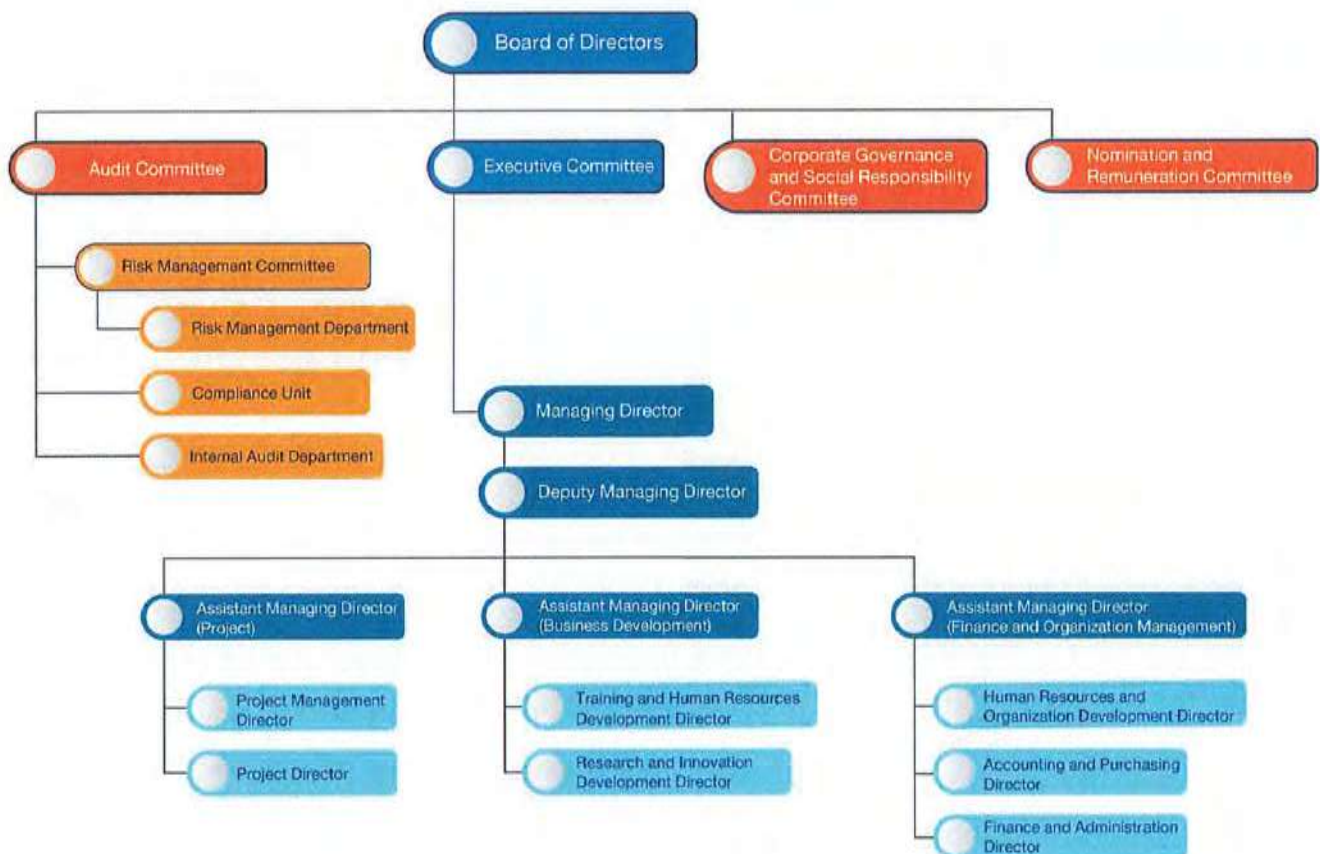 Board of Directors
Audit Committee
Executive Committee
Corporate Governance
and Social Responsibility
Committee
Nomination and
Remuneration Committee
Risk Management Committee
Risk Management Department
Compliance Unit
Internal Audit Department
Managing Director
Deputy Managing Director
Assistant Managing Director
(Project)
Project Management
Director
Project Director
Assistant Managing Director
(Business Development)
Training and Human Resources
Development Director
Research and Innovation
Development Director
Assistant Managing Director
(Finance and Organization Management)
Human Resources and
Organization Development Director
Accounting and Purchasing
Director
Finance and Administration
Director